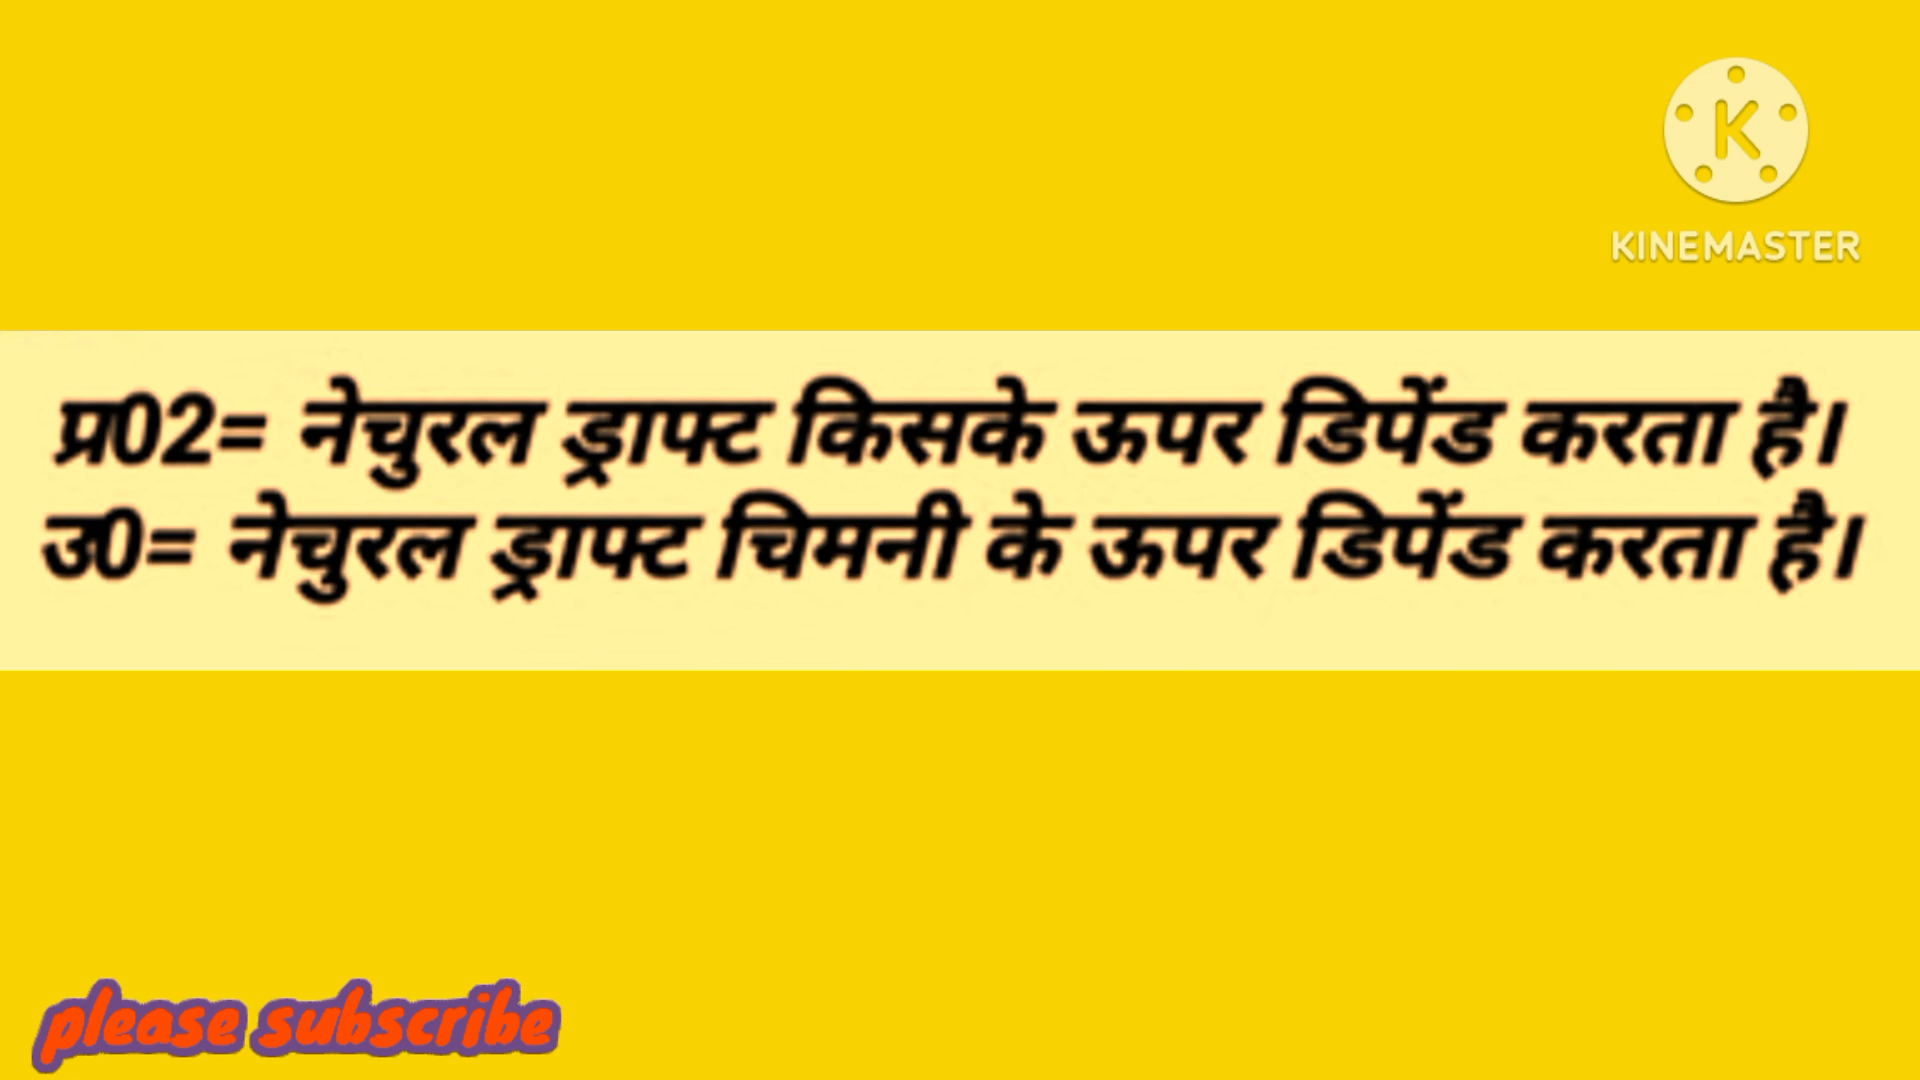 KINEMASTER
प्र02= नेचुरल ड्राफ्ट किसके ऊपर डिपेंड करता है।
उ0= नेचुरल ड्राफ्ट चिमनी के ऊपर डिपेंड करता है।
please subscribe